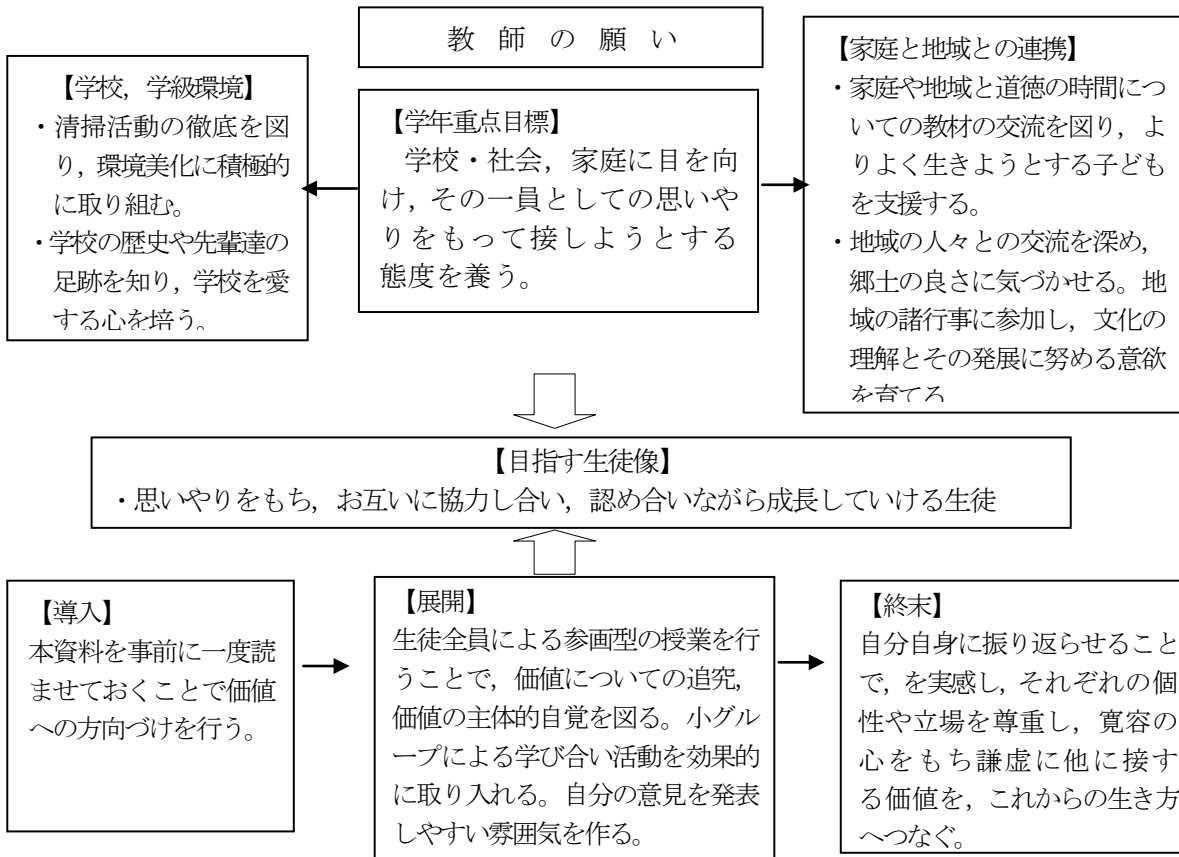 教 師 の 願 い
【学校，学級環境】
・清掃活動の徹底を図
り，環境美化に積極的
に取り組む。
・学校の歴史や先輩達の
足跡を知り，学校を愛
する心を培う。
【学年重点目標】
学校・社会，家庭に目を向
け，その一員としての思いや
りをもって接しようとする
態度を養う。
【家庭と地域との連携】
・家庭や地域と道徳の時間につ
いての教材の交流を図り，よ
りよく生きようとする子ども
を支援する。
・地域の人々との交流を深め，
郷土の良さに気づかせる。地
域の諸行事に参加し，文化の
理解とその発展に努める意欲
を育てる
【目指す生徒像】
・思いやりをもち，お互いに協力し合い，認め合いながら成長していける生徒
【導入】
本資料を事前に一度読
ませておくことで価値
への方向づけを行う。
【展開】
生徒全員による参画型の授業を行
うことで，価値についての追究，
価値の主体的自覚を図る。小グル
ープによる学び合い活動を効果的
に取り入れる。自分の意見を発表
しやすい雰囲気を作る。
【終末】
自分自身に振り返らせること
で，を実感し，それぞれの個
性や立場を尊重し，寛容の
心をもち謙虚に他に接す
る価値を，これからの生き方
へつなぐ。